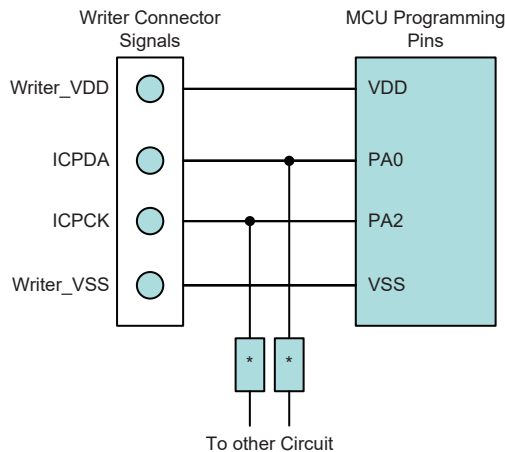 Writer Connector
Signals
MCU Programming
Pins
Writer_VDD
VDD
ICPDA
PA0
ICPCK
PA2
Writer_VSS
VSS
*
*
To other Circuit